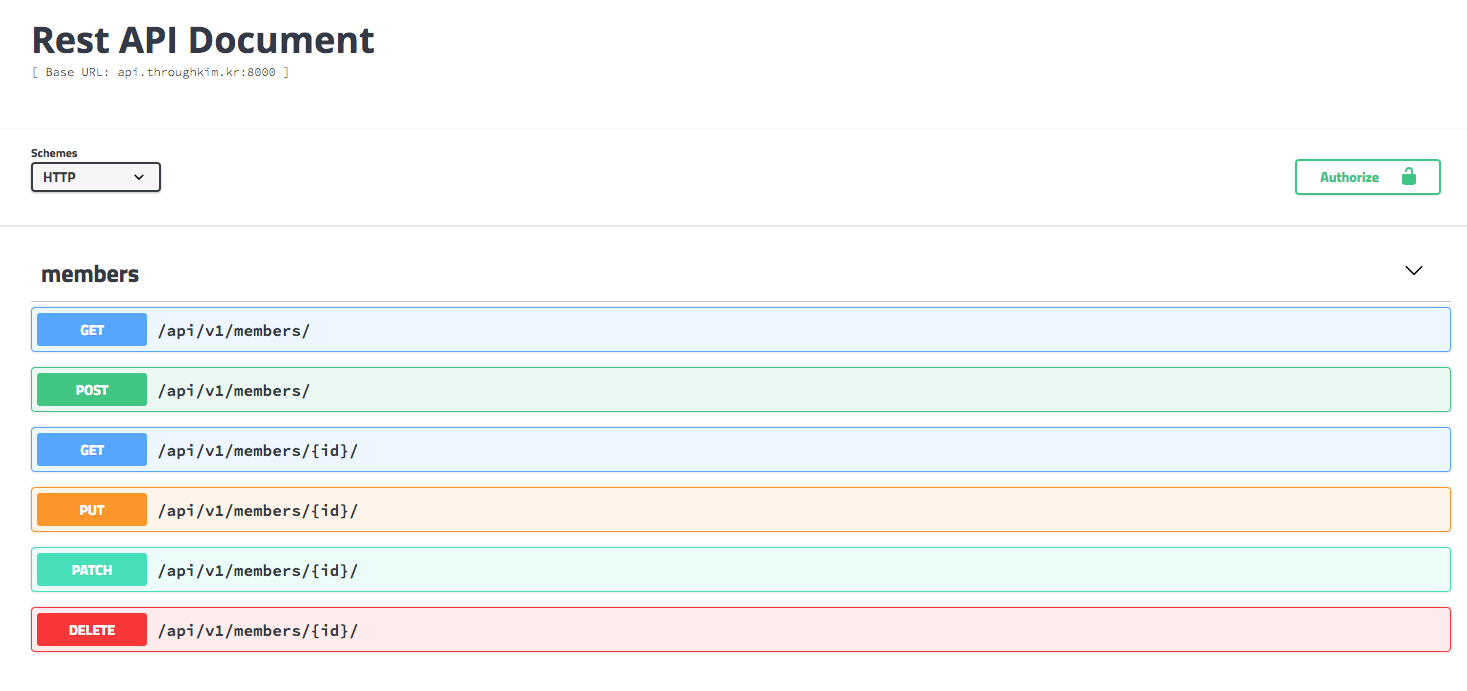 Rest API Document
[ Base URL: api.throughkim.kr:8000 ]
Schemes
HTTP
Authorize
members
GET /api/v1/members/
POST /api/v1/members/
GET /api/v1/members/{id}/
PUT /api/v1/members/{id}/
PATCH /api/v1/members/{id}/
DELETE /api/v1/members/{id}/